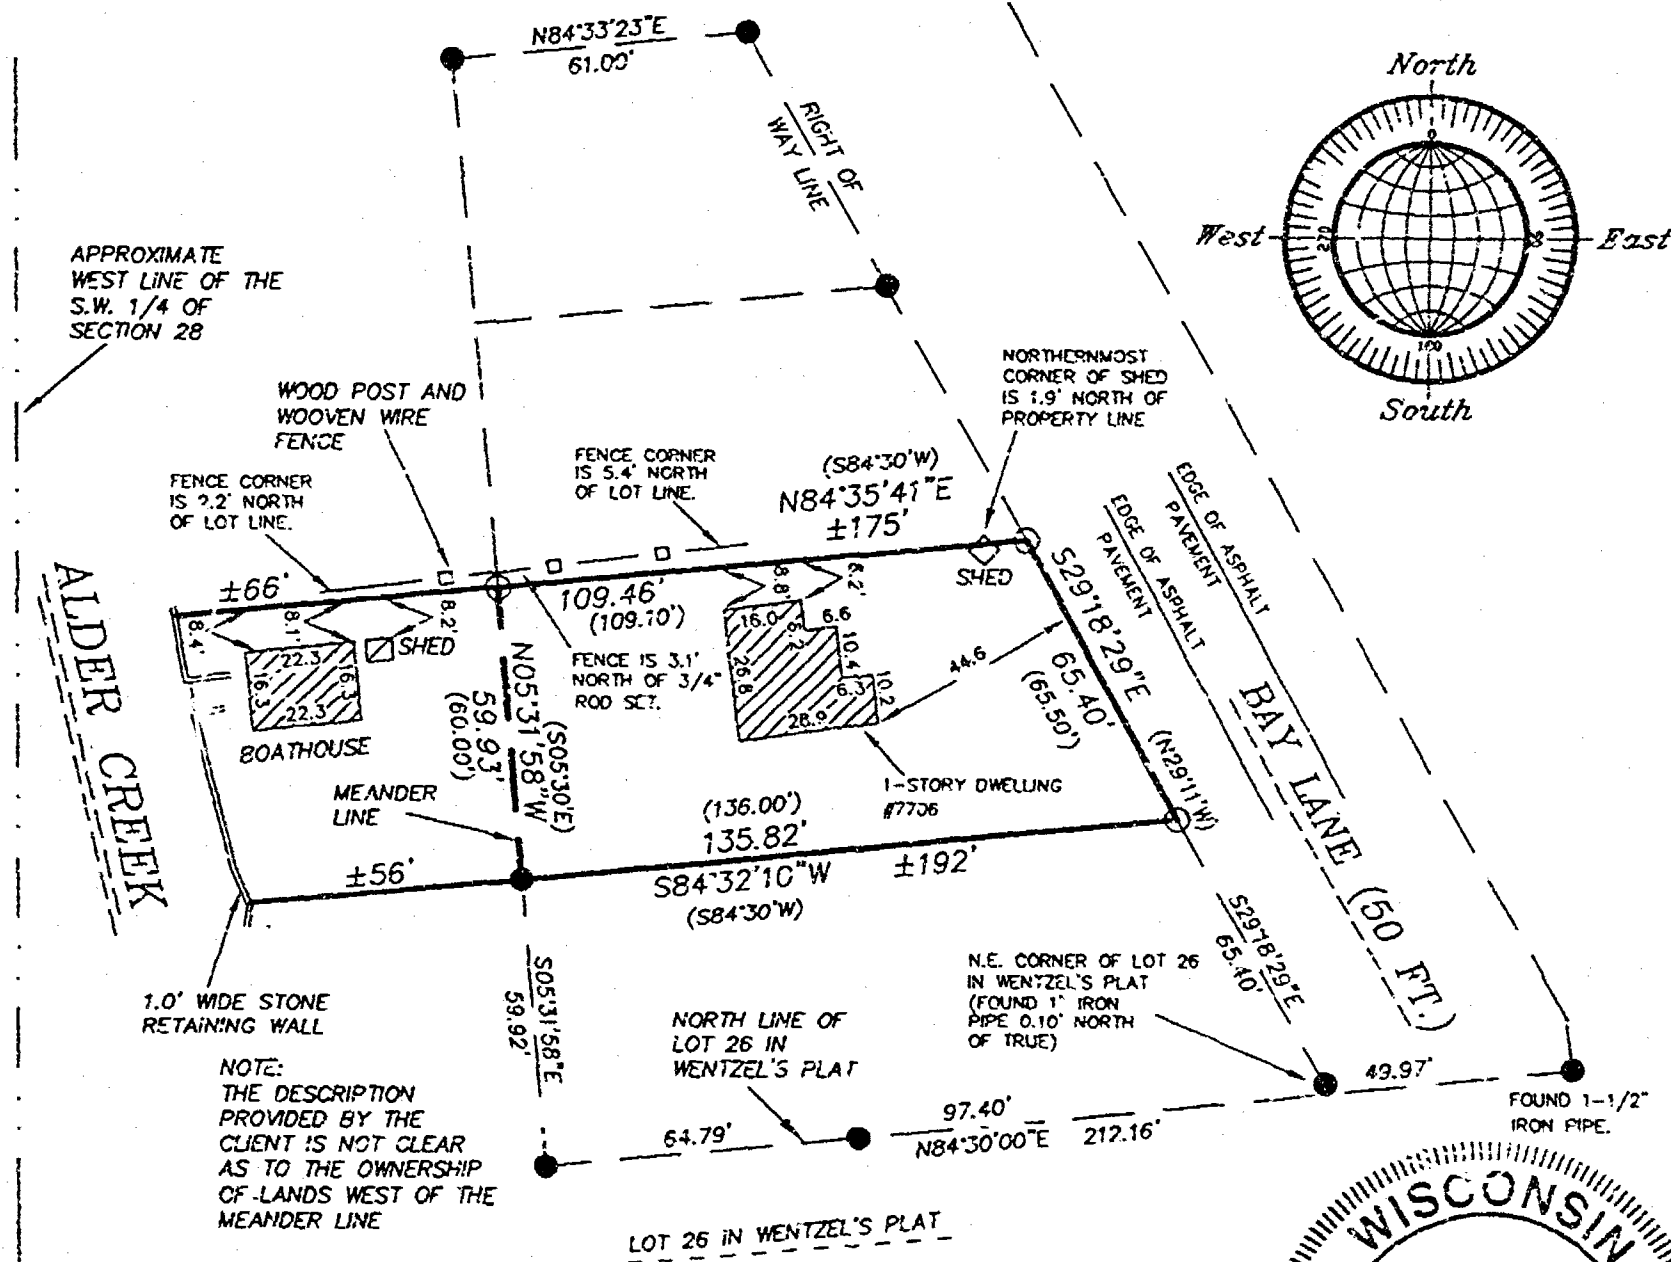 N84°33'23"E
61.00'
RIGHT OF
WAY LINE
North
West
East
South
0
270
180
APPROXIMATE
WEST LINE OF THE
S.W. 1/4 OF
SECTION 28
WOOD POST AND
WOOVEN WIRE
FENCE
FENCE CORNER
IS 2.2' NORTH
OF LOT LINE.
FENCE CORNER
IS 5.4' NORTH
OF LOT LINE.
NORTHERNMOST
CORNER OF SHED
IS 1.9' NORTH OF
PROPERTY LINE
(S84°30'W)
N84°35'41"E
±175'
EDGE OF ASPHALT
PAVEMENT
EDGE OF ASPHALT
PAVEMENT
ALDER CREEK
±66'
109.46'
(109.10')
SHED
8.4'
8.1'
8.2'
SHED
22.3
16.3
16.3
22.3
BOATHOUSE
FENCE IS 3.1'
NORTH OF 3/4"
ROD SET.
8.8'
8.2'
16.0
6.2
6.6
10.4
26.8
6.3
10.2
28.9
44.6
S29°18'29"E
65.40'
(65.50')
(N29°11'W)
BAY LANE (50 FT.)
(S05°30'E)
N05°31'58"W
59.93'
(60.00')
MEANDER
LINE
1-STORY DWELLING
#7706
(136.00')
135.82'
±56'
S84°32'10"W
±192'
(S84°30'W)
S29°18'29"E
65.40'
1.0' WIDE STONE
RETAINING WALL
S05°31'58"E
59.92'
NORTH LINE OF
LOT 26 IN
WENTZEL'S PLAT
N.E. CORNER OF LOT 26
IN WENTZEL'S PLAT
(FOUND 1" IRON
PIPE 0.10' NORTH
OF TRUE)
NOTE:
THE DESCRIPTION
PROVIDED BY THE
CLIENT IS NOT CLEAR
AS TO THE OWNERSHIP
OF LANDS WEST OF THE
MEANDER LINE
64.79'
97.40'
N84°30'00"E
212.16'
49.97'
FOUND 1-1/2"
IRON PIPE.
LOT 26 IN WENTZEL'S PLAT
WISCONSIN